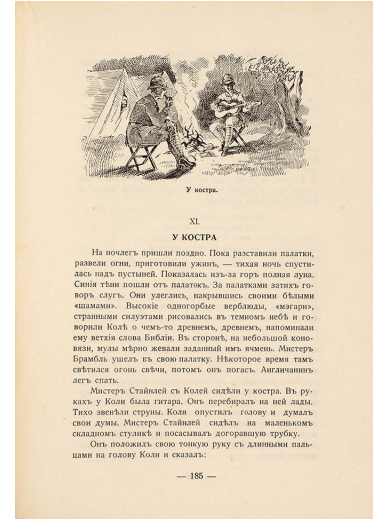 У костра.
XI.
У КОСТРА
На ночлегъ пришли поздно. Пока разставили палатки,
развели огни, приготовили ужинъ, — тихая ночь спусти-
лась надъ пустыней. Показалась изъ-за горъ полная луна.
Синія тѣни пошли отъ палатокъ. За палатками затихъ го-
воръ слугъ. Они улеглись, накрывшись своими бѣлыми
«шамами». Высокіе одногорбые верблюды, «мэгари»,
странными силуэтами рисовались въ темномъ небѣ и го-
ворили Колѣ о чемъ-то древнемъ, древнемъ, напоминали
ему ветхія слова Библіи. Въ сторонѣ, на небольшой коно-
вязи, мулы мѣрно жевали заданный имъ ячмень. Мистеръ
Брамбль ушелъ въ свою палатку. Нѣкоторое время тамъ
свѣтился огонь свѣчи, потомъ онъ погасъ. Англичанинъ
легъ спать.
Мистеръ Стайнлей съ Колей сидѣли у костра. Въ ру-
кахъ у Коли была гитара. Онъ перебиралъ на ней лады.
Тихо звенѣли струны. Коля опустилъ голову и думалъ
свои думы. Мистеръ Стайнлей сидѣлъ на маленькомъ
складномъ стуликѣ и посасывалъ догоравшую трубку.
Онъ положилъ свою тонкую руку съ длинными паль-
цами на голову Коли и сказалъ:
— 185 —